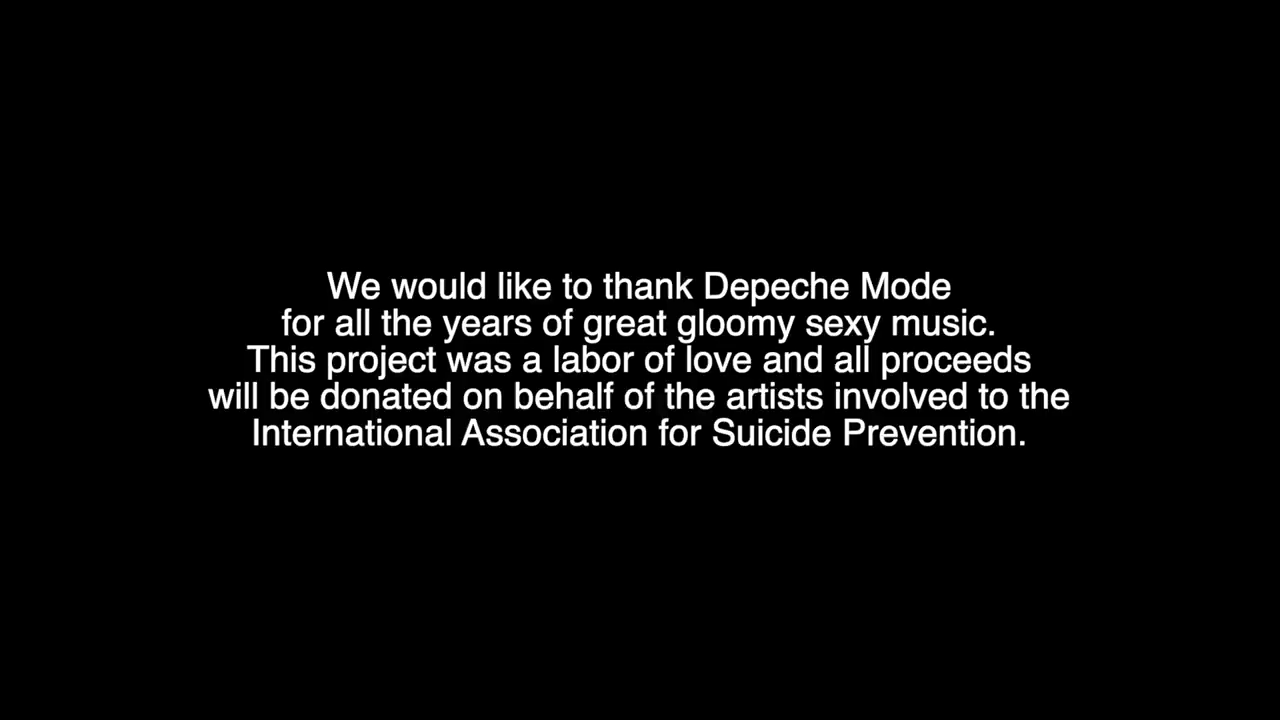 We would like to thank Depeche Mode
for all the years of great gloomy sexy music.
This project was a labor of love and all proceeds
will be donated on behalf of the artists involved to the
International Association for Suicide Prevention.